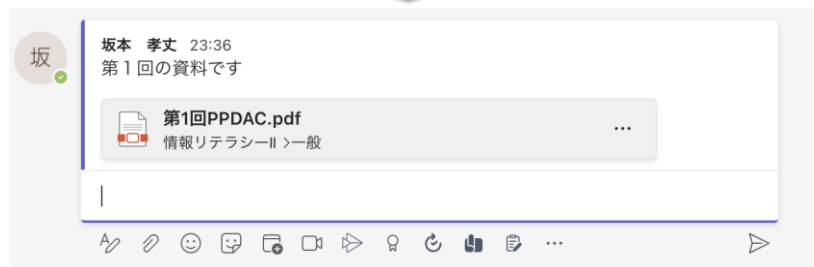 坂
坂本　孝丈 23:36
第１回の資料です
第1回PPDAC.pdf
情報リテラシーII >一般